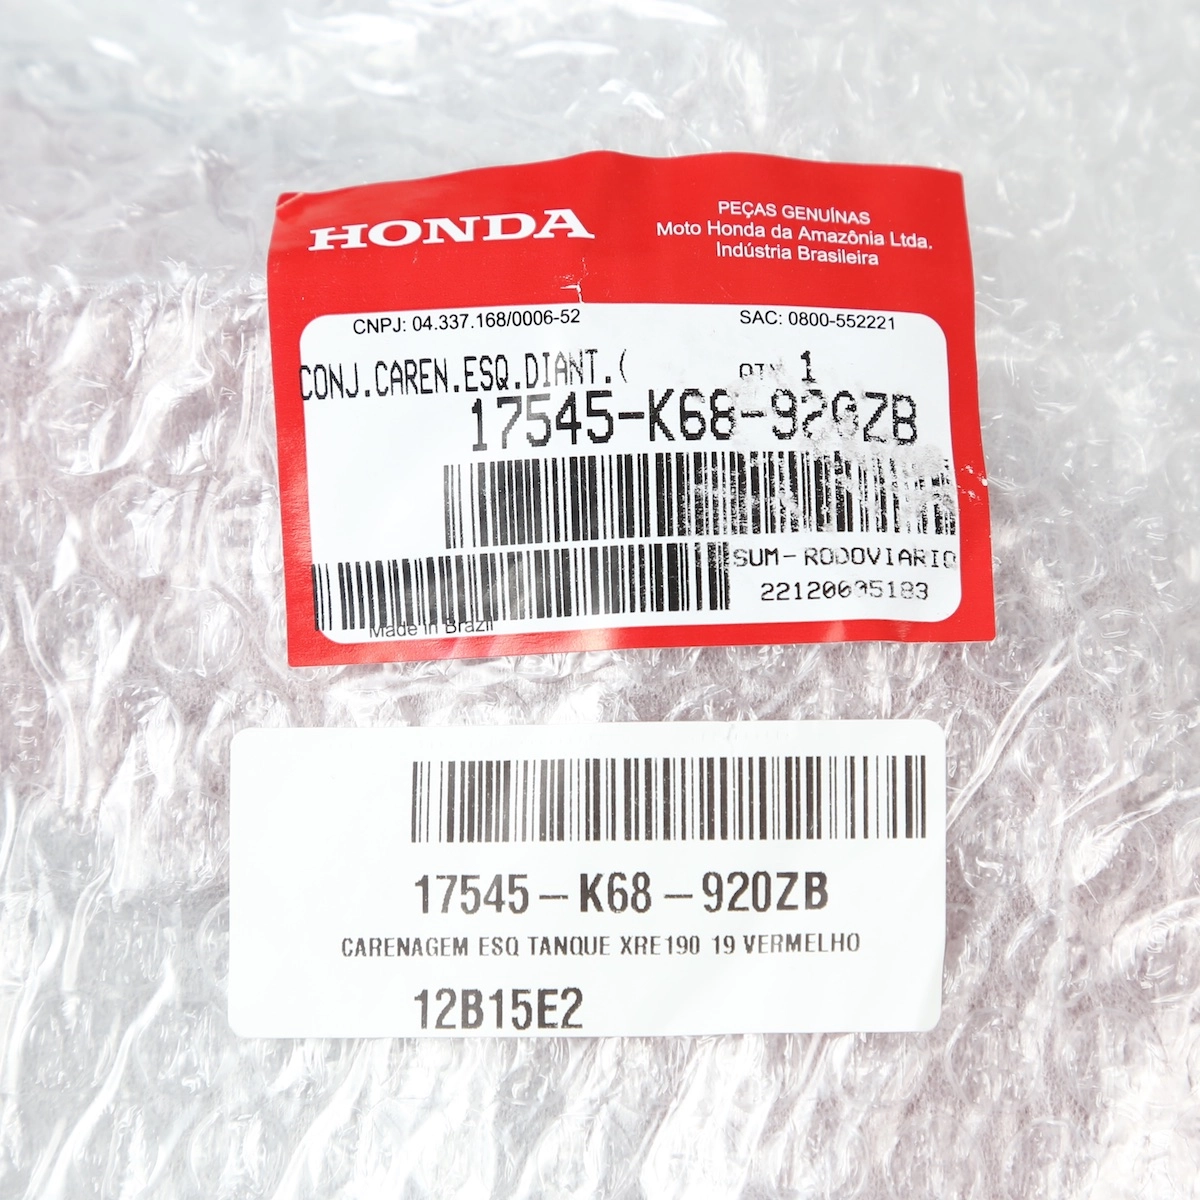 HONDA
PEÇAS GENUÍNAS
Moto Honda da Amazônia Ltda.
Indústria Brasileira
CNPJ: 04.337.168/0006-52
SAC: 0800-552221
CONJ.CAREN.ESQ.DIANT.(
QTY 1
17545-K68-920ZB
SUM-RODOVIARIO
Made in Brazil
17545-K68-920ZB
CARENAGEM ESQ TANQUE XRE190 19 VERMELHO
12B15E2